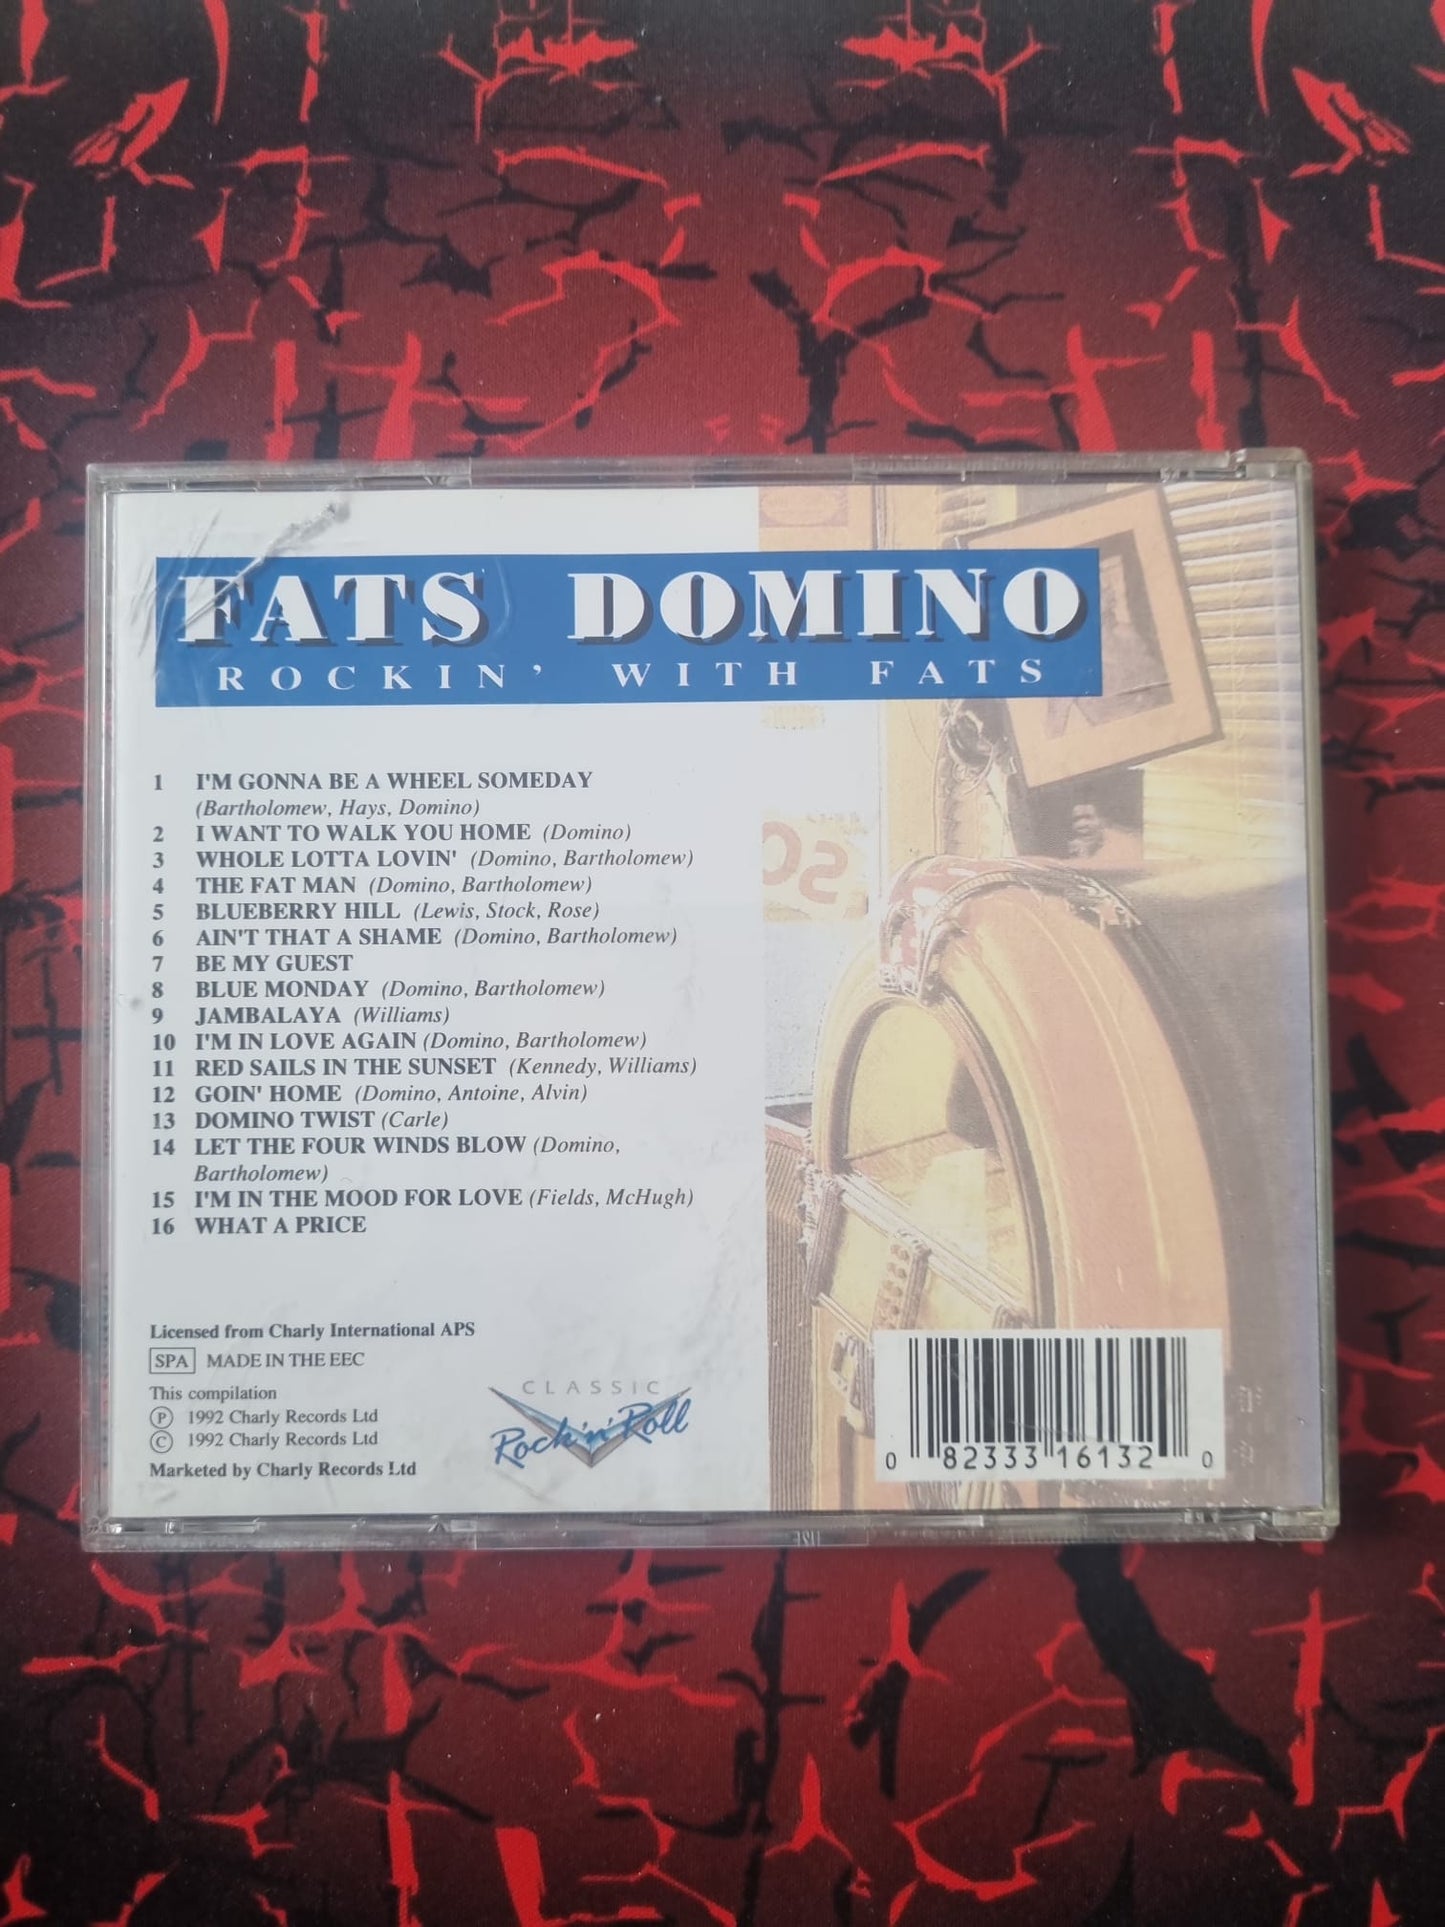 FATS DOMINO
ROCKIN' WITH FATS
1 I'M GONNA BE A WHEEL SOMEDAY
(Bartholomew, Hays, Domino)
2 I WANT TO WALK YOU HOME (Domino)
3 WHOLE LOTTA LOVIN' (Domino, Bartholomew)
4 THE FAT MAN (Domino, Bartholomew)
5 BLUEBERRY HILL (Lewis, Stock, Rose)
6 AIN'T THAT A SHAME (Domino, Bartholomew)
7 BE MY GUEST
8 BLUE MONDAY (Domino, Bartholomew)
9 JAMBALAYA (Williams)
10 I'M IN LOVE AGAIN (Domino, Bartholomew)
11 RED SAILS IN THE SUNSET (Kennedy, Williams)
12 GOIN' HOME (Domino, Antoine, Alvin)
13 DOMINO TWIST (Carle)
14 LET THE FOUR WINDS BLOW (Domino,
Bartholomew)
15 I'M IN THE MOOD FOR LOVE (Fields, McHugh)
16 WHAT A PRICE
Licensed from Charly International APS
SPA MADE IN THE EEC
This compilation
Ⓟ 1992 Charly Records Ltd
© 1992 Charly Records Ltd
Marketed by Charly Records Ltd
CLASSIC
Rock 'n' Roll
0 82333 16132 0